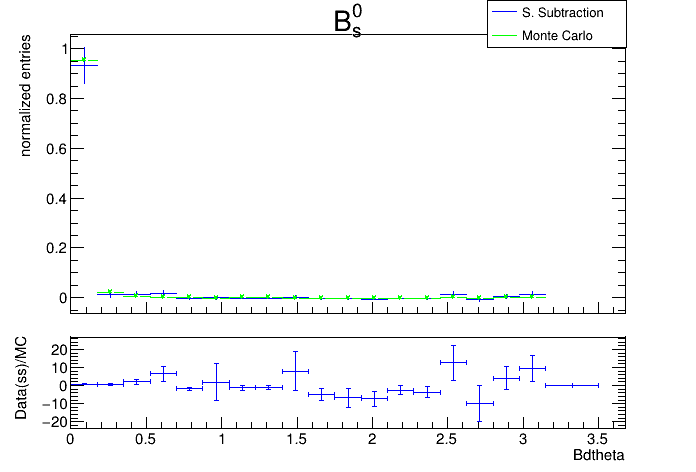 B_s^0
S. Subtraction
Monte Carlo
normalized entries
1
0.8
0.6
0.4
0.2
0
Data(ss)/MC
20
10
0
−10
−20
0 0.5 1 1.5 2 2.5 3 3.5
Bdtheta